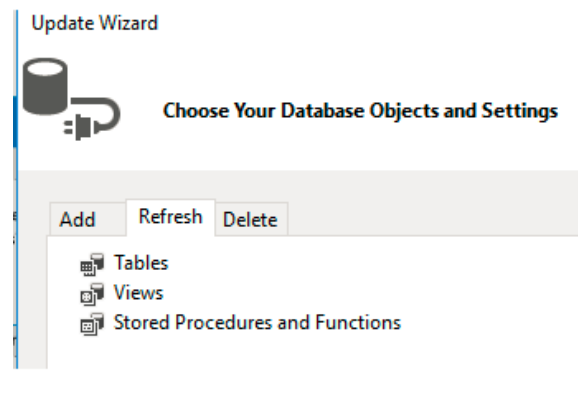 Update Wizard
Choose Your Database Objects and Settings
Add Refresh Delete
Tables
Views
Stored Procedures and Functions